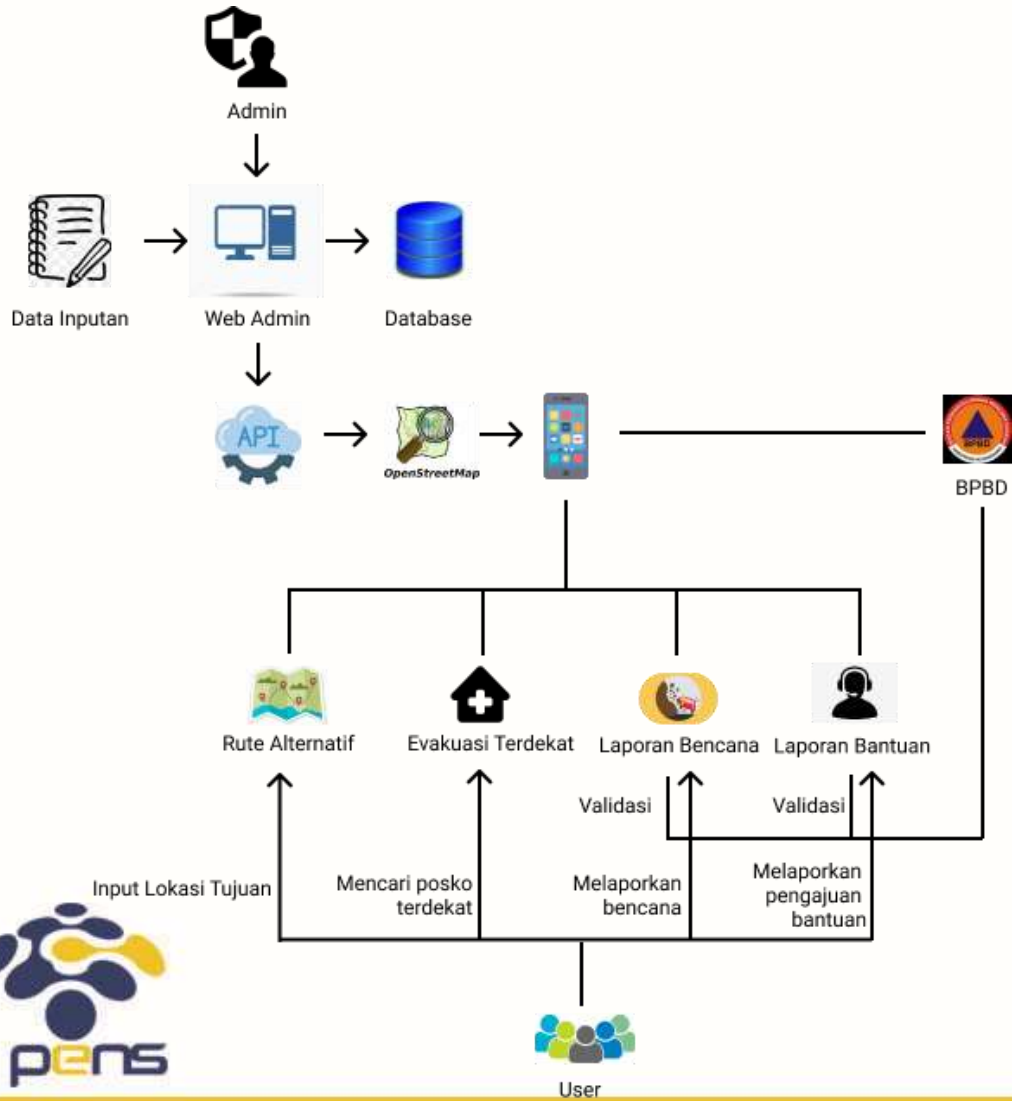 Admin
Data Inputan
Web Admin
Database
API
OpenStreetMap
BPBD
BPBD
Rute Alternatif
Evakuasi Terdekat
Laporan Bencana
Laporan Bantuan
Validasi
Validasi
Input Lokasi Tujuan
Mencari posko
terdekat
Melaporkan
bencana
Melaporkan
pengajuan
bantuan
pens
User